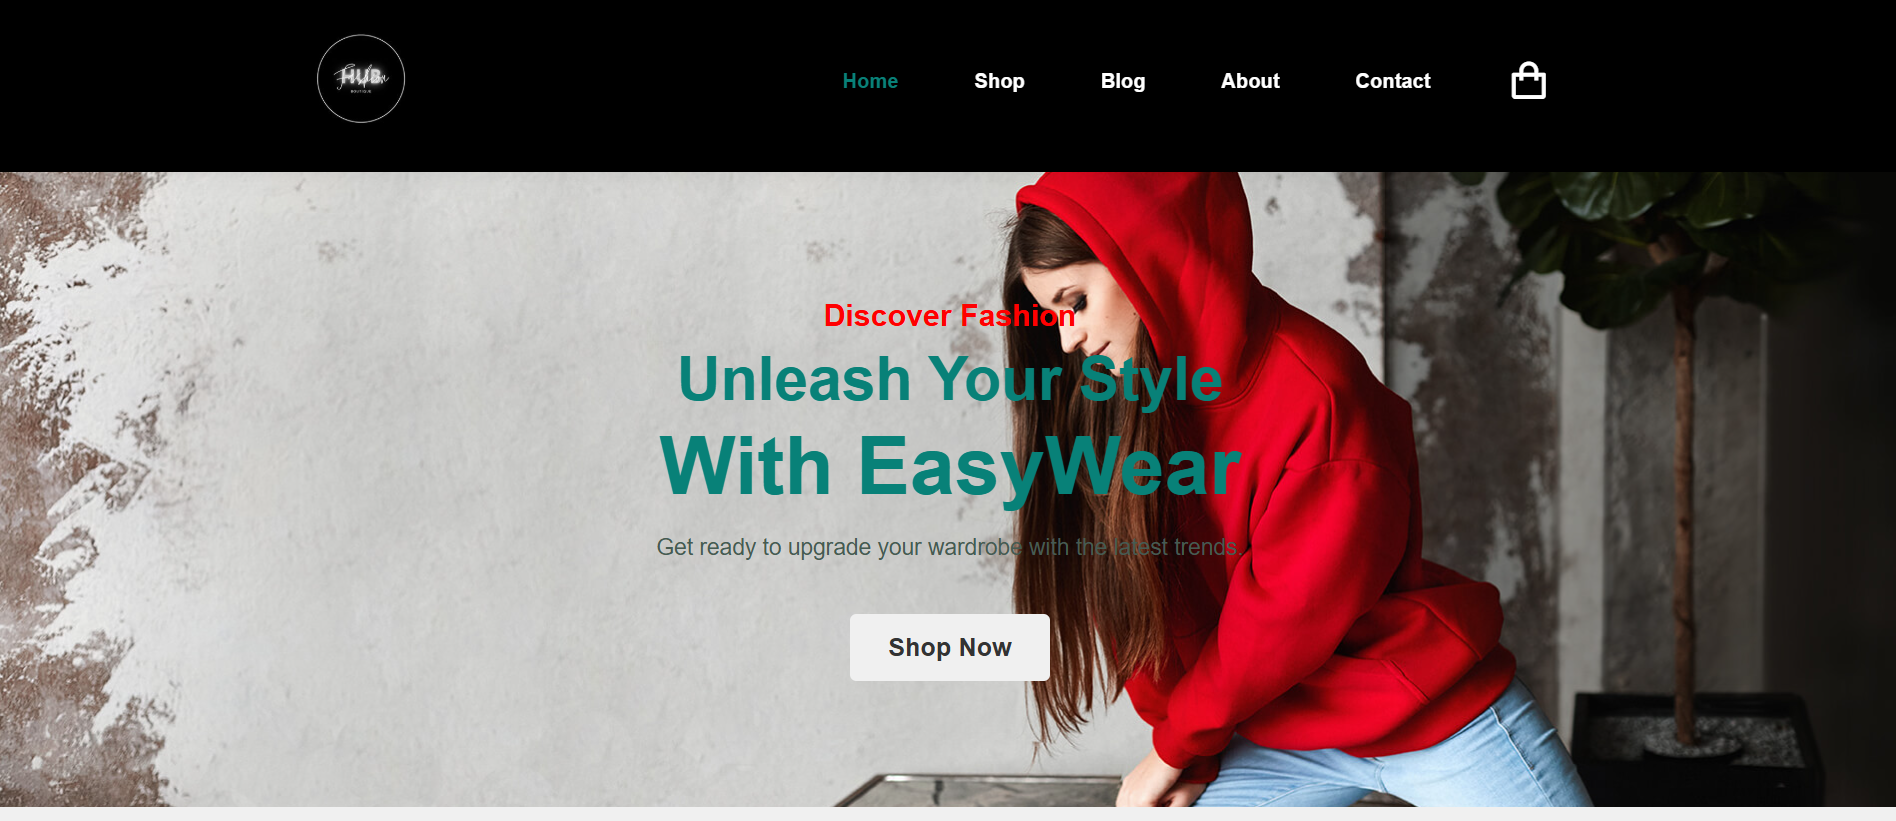 HUB
BOUTIQUE
Home Shop Blog About Contact
Discover Fashion
Unleash Your Style
With EasyWear
Get ready to upgrade your wardrobe with the latest trends.
Shop Now